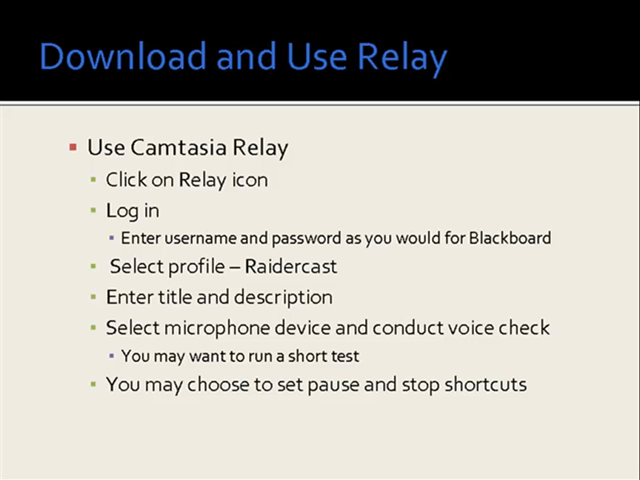 Download and Use Relay
Use Camtasia Relay
Click on Relay icon
Log in
Enter username and password as you would for Blackboard
Select profile – Raidercast
Enter title and description
Select microphone device and conduct voice check
You may want to run a short test
You may choose to set pause and stop shortcuts